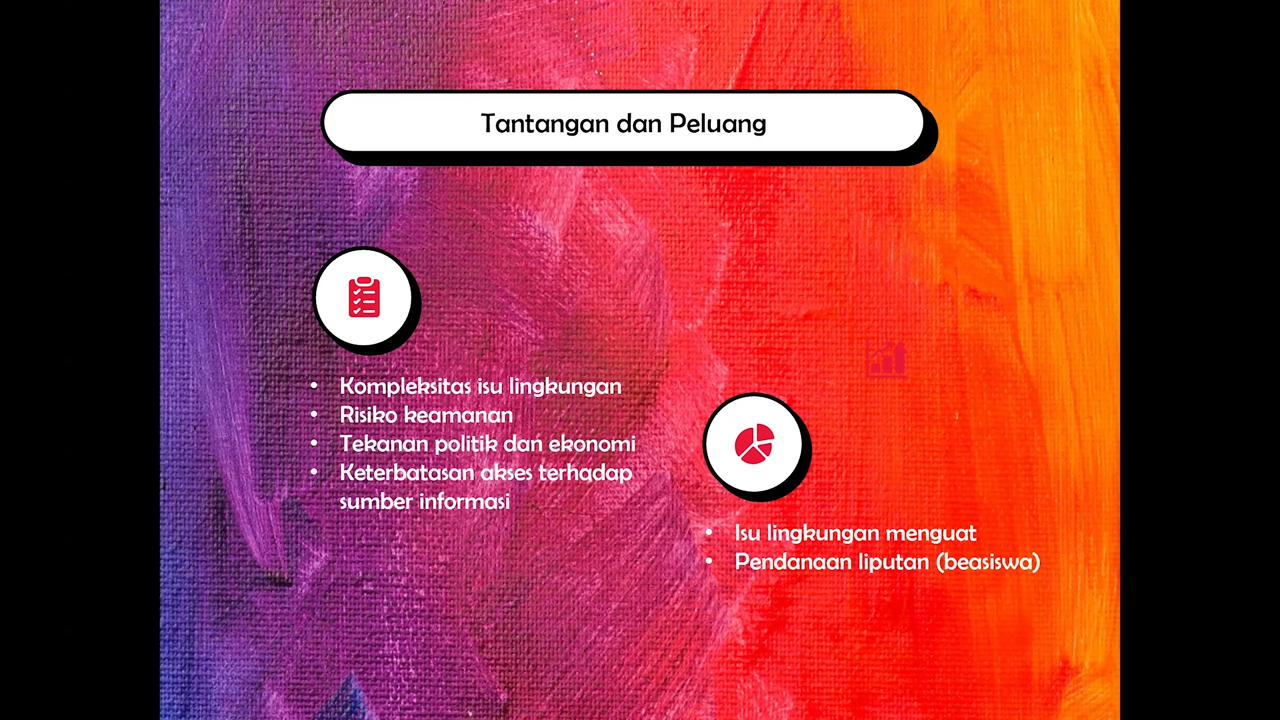 Tantangan dan Peluang
• Kompleksitas isu lingkungan
• Risiko keamanan
• Tekanan politik dan ekonomi
• Keterbatasan akses terhadap
sumber informasi
• Isu lingkungan menguat
• Pendanaan liputan (beasiswa)